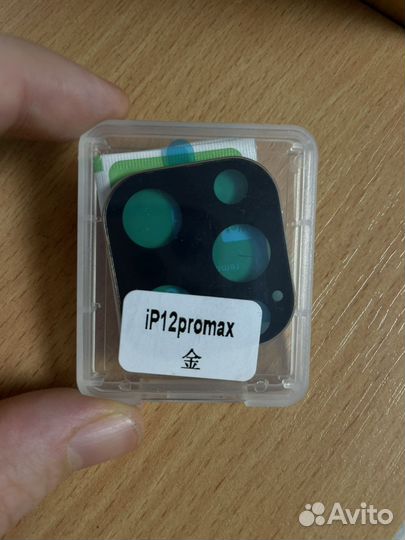 iP12promax
金
Avito